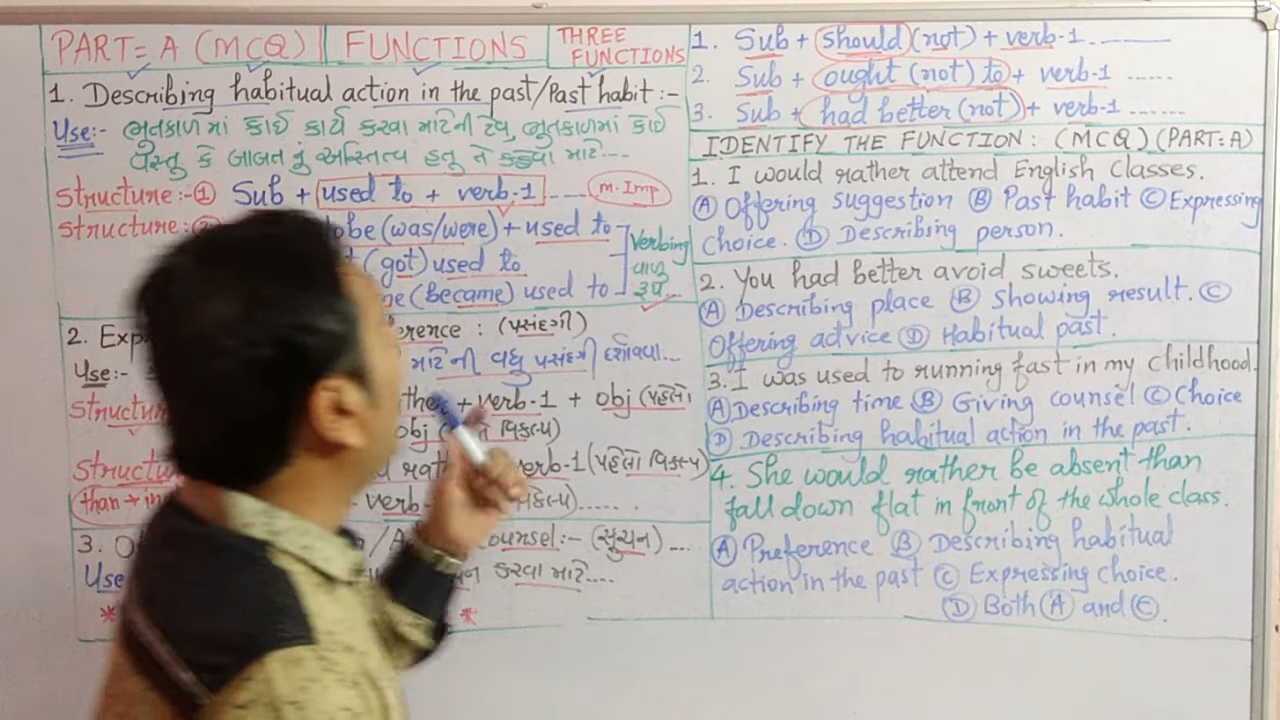 PART= A (MCQ) FUNCTIONS THREE FUNCTIONS
1. Describing habitual action in the past/Past habit :-
Use:- ભુતકાળ માં કોઈ કાર્ય કરવા માટેની ટેવ, ભુતકાળમાં કોઈ
વસ્તુ કે બાબત નું અસ્તિત્વ હતુ તે કહેવા માટે....
Structure :- ① Sub + used to + verb-1 ...... m. Imp
Structure : tobe (was/were) + used to
(got) used to
(became) used to
Verbing
વાળુ
રૂપ
2. Exp : (પસંદગી)
Use:- માટેની વધુ પસંદગી દર્શાવવા...
+ verb-1 + obj (પહેલો
obj વિકલ્પ)
verb-1 (પહેલો વિકલ્પ)
than → verb- .....
3. :- (સૂચન) ...
Use કરવા માટે....
* *
1. Sub + should (not) + verb-1 ..........
2. Sub + ought (not) to + verb-1 .....
3. Sub + had better (not) + verb-1 ......
IDENTIFY THE FUNCTION : (MCQ) (PART: A)
1. I would rather attend English Classes.
Ⓐ Offering suggestion Ⓑ Past habit Ⓒ Expressing
choice. Ⓓ Describing person.
2. You had better avoid sweets.
Ⓐ Describing place Ⓑ showing result. Ⓒ
Offering advice Ⓓ Habitual past.
3. I was used to running fast in my childhood.
Ⓐ Describing time Ⓑ Giving counsel Ⓒ Choice
Ⓓ Describing habitual action in the past.
4. She would rather be absent than
fall down flat in front of the whole class.
Ⓐ Preference Ⓑ Describing habitual
action in the past Ⓒ Expressing choice.
Ⓓ Both Ⓐ and Ⓒ.